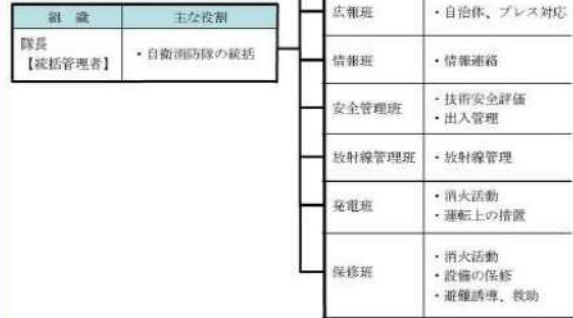 組織 主な役割
隊長
【統括管理者】
・自衛消防隊の統括
広報班 ・自治体、プレス対応
情報班 ・情報連絡
安全管理班 ・技術安全評価
・出入管理
放射線管理班 ・放射線管理
発電班 ・消火活動
・運転上の措置
保修班 ・消火活動
・設備の保修
・避難誘導、救助